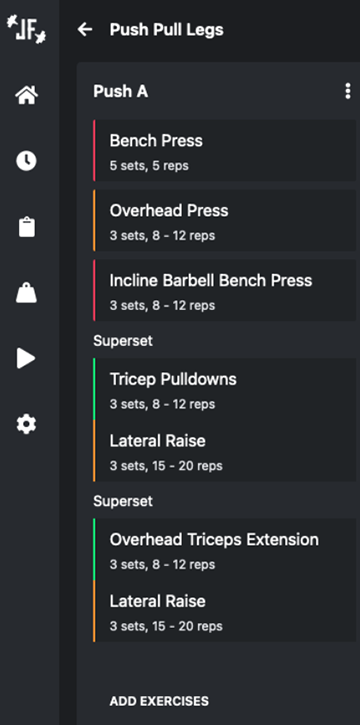 JF
Push Pull Legs
Push A
Bench Press
5 sets, 5 reps
Overhead Press
3 sets, 8 - 12 reps
Incline Barbell Bench Press
3 sets, 8 - 12 reps
Superset
Tricep Pulldowns
3 sets, 8 - 12 reps
Lateral Raise
3 sets, 15 - 20 reps
Superset
Overhead Triceps Extension
3 sets, 8 - 12 reps
Lateral Raise
3 sets, 15 - 20 reps
ADD EXERCISES